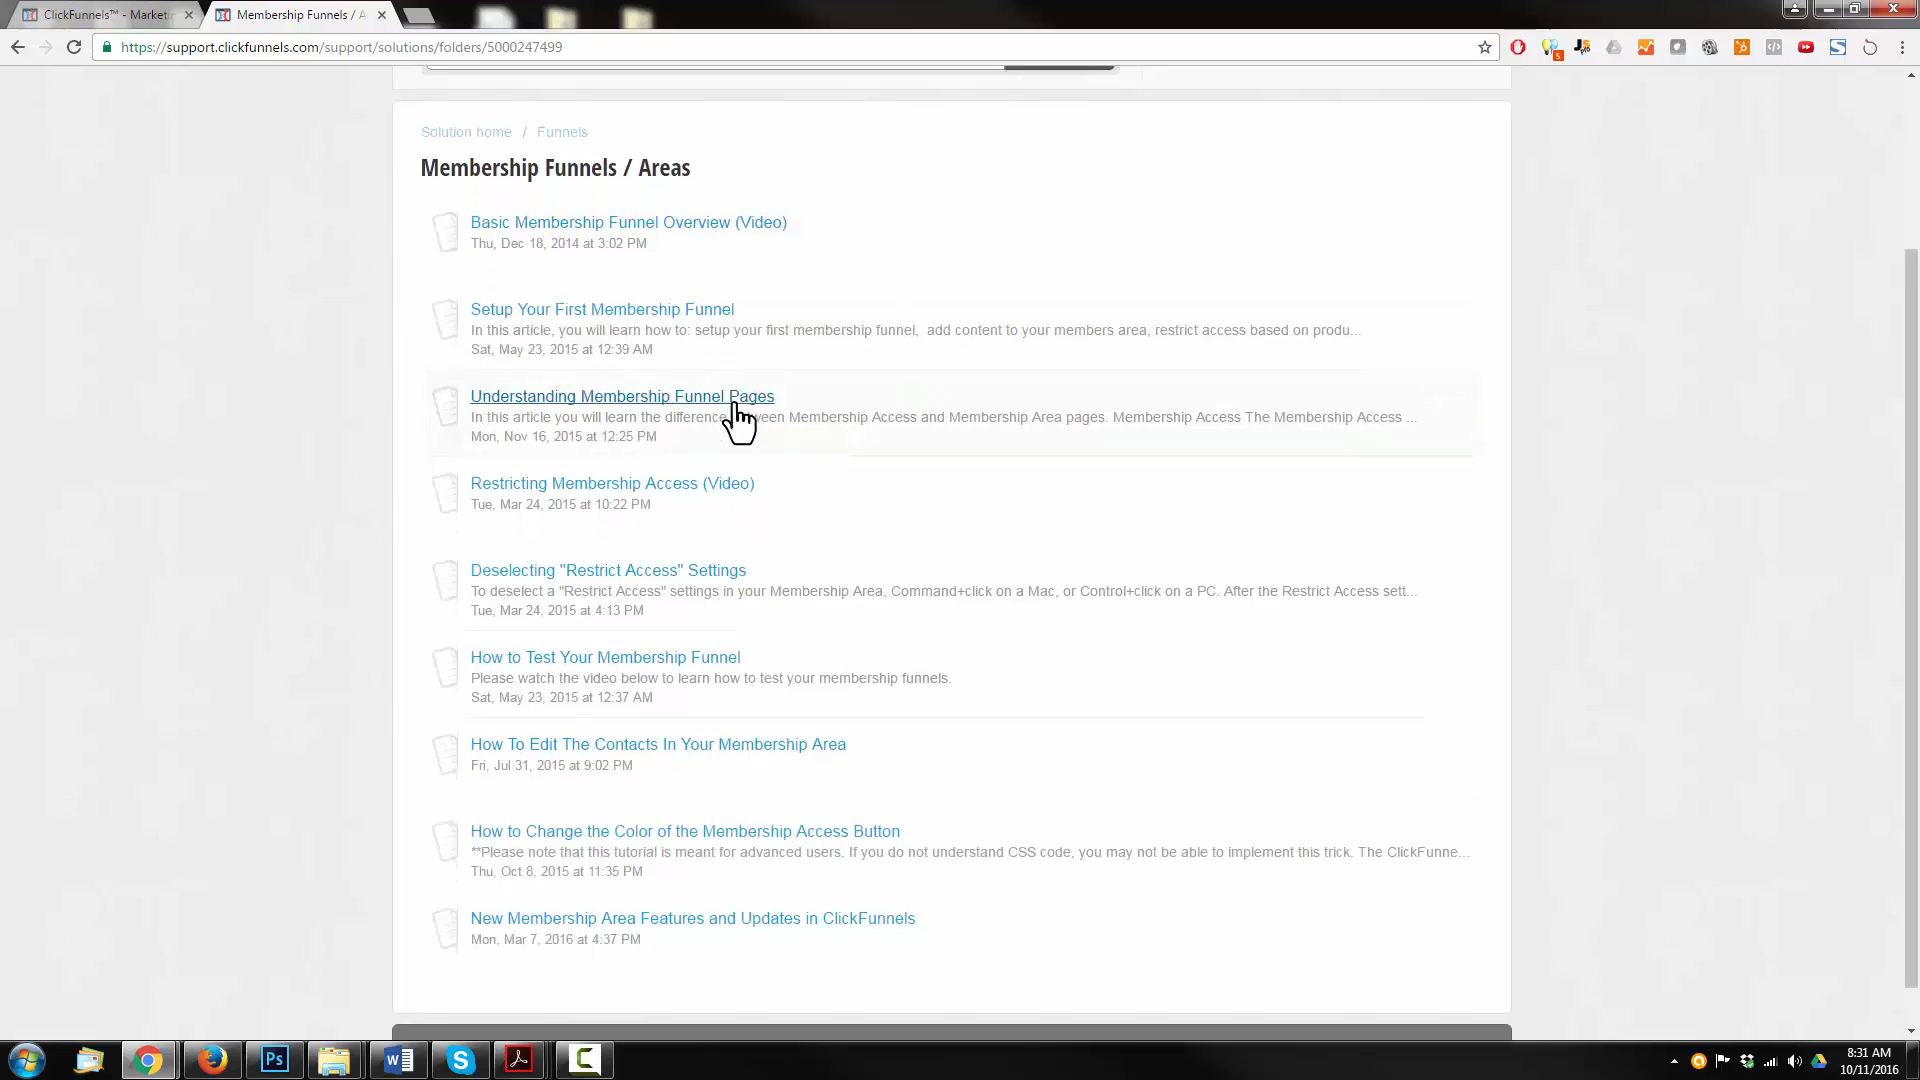 ClickFunnels™ - Marketin
Membership Funnels / A
https://support.clickfunnels.com/support/solutions/folders/5000247499
5
Solution home / Funnels
Membership Funnels / Areas
Basic Membership Funnel Overview (Video)
Thu, Dec 18, 2014 at 3:02 PM
Setup Your First Membership Funnel
In this article, you will learn how to: setup your first membership funnel,  add content to your members area, restrict access based on produ...
Sat, May 23, 2015 at 12:39 AM
Understanding Membership Funnel Pages
In this article you will learn the difference between Membership Access and Membership Area pages. Membership Access The Membership Access ...
Mon, Nov 16, 2015 at 12:25 PM
Restricting Membership Access (Video)
Tue, Mar 24, 2015 at 10:22 PM
Deselecting "Restrict Access" Settings
To deselect a "Restrict Access" settings in your Membership Area, Command+click on a Mac, or Control+click on a PC. After the Restrict Access sett...
Tue, Mar 24, 2015 at 4:13 PM
How to Test Your Membership Funnel
Please watch the video below to learn how to test your membership funnels.
Sat, May 23, 2015 at 12:37 AM
How To Edit The Contacts In Your Membership Area
Fri, Jul 31, 2015 at 9:02 PM
How to Change the Color of the Membership Access Button
**Please note that this tutorial is meant for advanced users. If you do not understand CSS code, you may not be able to implement this trick. The ClickFunne...
Thu, Oct 8, 2015 at 11:35 PM
New Membership Area Features and Updates in ClickFunnels
Mon, Mar 7, 2016 at 4:37 PM
Ps
8:31 AM
10/11/2016